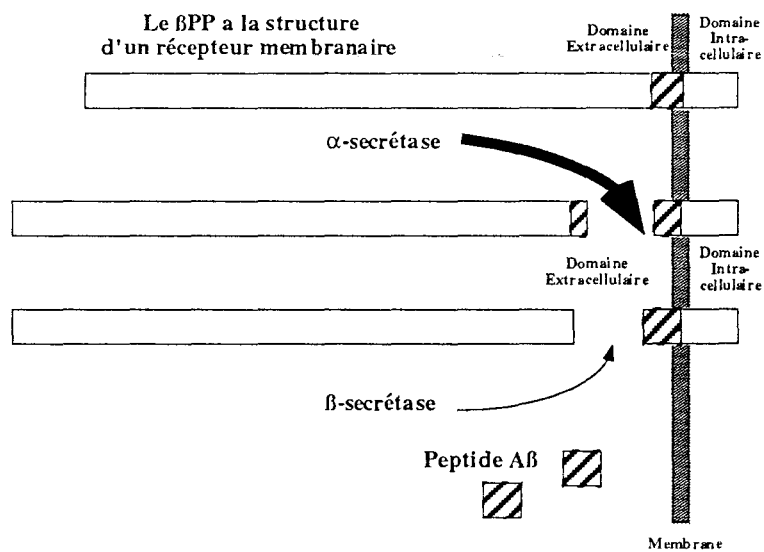 Le ßPP a la structure
d'un récepteur membranaire
Domaine
Extracellulaire
Domaine
Intra-
cellulaire
α-secrétase
Domaine
Extracellulaire
Domaine
Intra-
cellulaire
ß-secrétase
Peptide Aß
Membrane